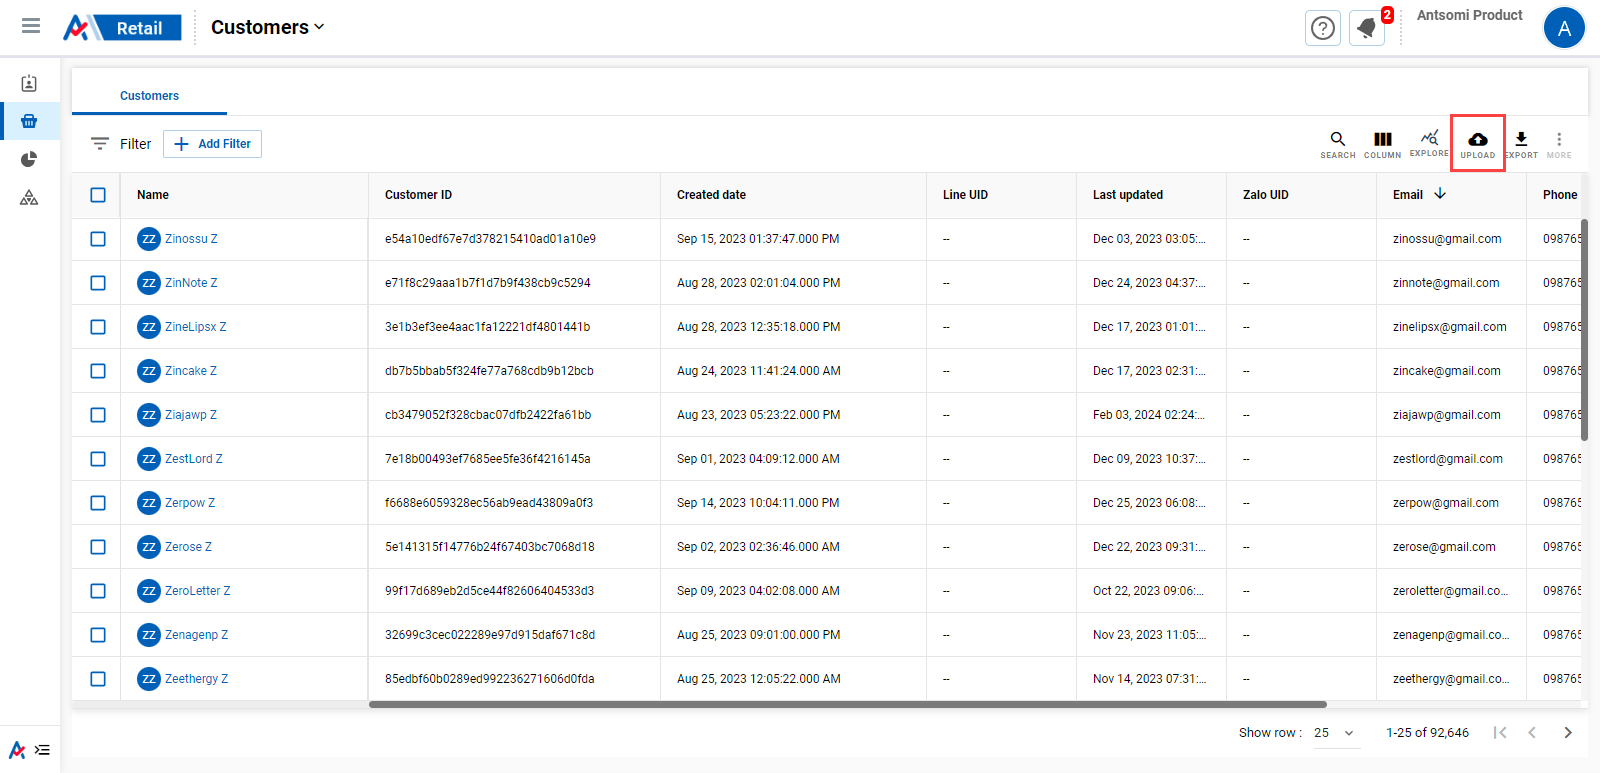 Retail Customers 2 Antsomi Product A
Customers
Filter Add Filter SEARCH COLUMN EXPLORE UPLOAD EXPORT MORE
Name Customer ID Created date Line UID Last updated Zalo UID Email Phone
ZZ Zinossu Z e54a10edf67e7d378215410ad01a10e9 Sep 15, 2023 01:37:47.000 PM -- Dec 03, 2023 03:05:... -- zinossu@gmail.com 098765
ZZ ZinNote Z e71f8c29aaa1b7f1d7b9f438cb9c5294 Aug 28, 2023 02:01:04.000 PM -- Dec 24, 2023 04:37:... -- zinnote@gmail.com 098765
ZZ ZineLipsx Z 3e1b3ef3ee4aac1fa12221df4801441b Aug 28, 2023 12:35:18.000 PM -- Dec 17, 2023 01:01:... -- zinelipsx@gmail.com 098765
ZZ Zincake Z db7b5bbab5f324fe77a768cdb9b12bcb Aug 24, 2023 11:41:24.000 AM -- Dec 17, 2023 02:31:... -- zincake@gmail.com 098765
ZZ Ziajawp Z cb3479052f328cbac07dfb2422fa61bb Aug 23, 2023 05:23:22.000 PM -- Feb 03, 2024 02:24:... -- ziajawp@gmail.com 098765
ZZ ZestLord Z 7e18b00493ef7685ee5fe36f4216145a Sep 01, 2023 04:09:12.000 AM -- Dec 09, 2023 10:37:... -- zestlord@gmail.com 098765
ZZ Zerpow Z f6688e6059328ec56ab9ead43809a0f3 Sep 14, 2023 10:04:11.000 PM -- Dec 25, 2023 06:08:... -- zerpow@gmail.com 098765
ZZ Zerose Z 5e141315f14776b24f67403bc7068d18 Sep 02, 2023 02:36:46.000 AM -- Dec 22, 2023 09:31:... -- zerose@gmail.com 098765
ZZ ZeroLetter Z 99f17d689eb2d5ce44f82606404533d3 Sep 09, 2023 04:02:08.000 AM -- Oct 22, 2023 09:06:... -- zeroletter@gmail.co... 098765
ZZ Zenagenp Z 32699c3cec022289e97d915daf671c8d Aug 25, 2023 09:01:00.000 PM -- Nov 23, 2023 11:05:... -- zenagenp@gmail.co... 098765
ZZ Zeethergy Z 85edbf60b0289ed992236271606d0fda Aug 25, 2023 12:05:22.000 AM -- Nov 14, 2023 07:31:... -- zeethergy@gmail.co... 098765
Show row : 25 1-25 of 92,646